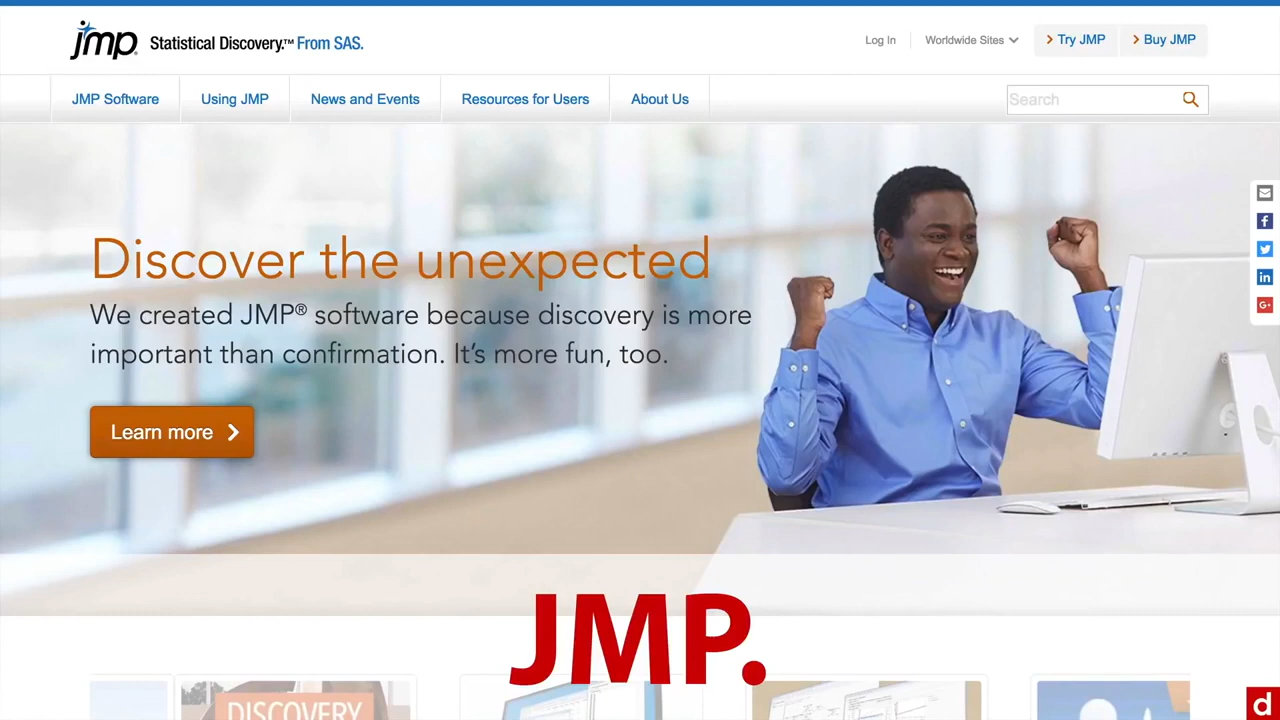 jmp Statistical Discovery.™ From SAS.
Log In
Worldwide Sites
Try JMP
Buy JMP
JMP Software
Using JMP
News and Events
Resources for Users
About Us
Search
Discover the unexpected
We created JMP® software because discovery is more
important than confirmation. It's more fun, too.
Learn more
f
in
G+
JMP.
DISCOVERY
d